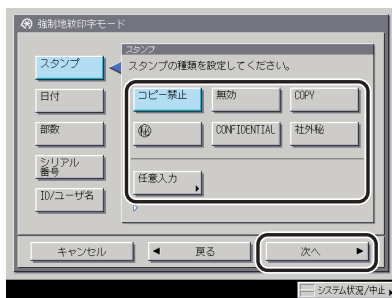 強制地紋印字モード
スタンプ
スタンプの種類を設定してください。
スタンプ
日付
部数
シリアル
番号
ID/ユーザ名
コピー禁止
無効
COPY
㊙
CONFIDENTIAL
社外秘
任意入力
キャンセル
戻る
次へ
システム状況/中止